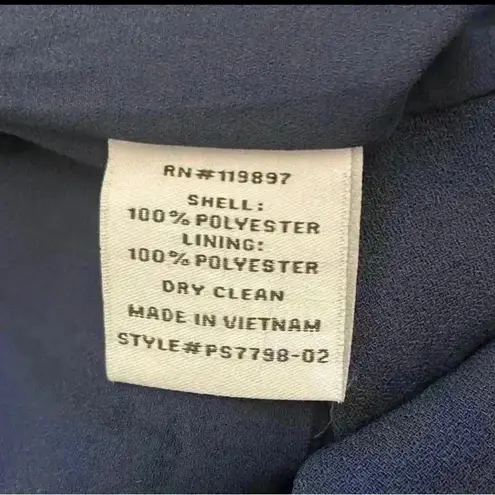 RN#119897
SHELL:
100% POLYESTER
LINING:
100% POLYESTER
DRY CLEAN
MADE IN VIETNAM
STYLE#PS7798-02